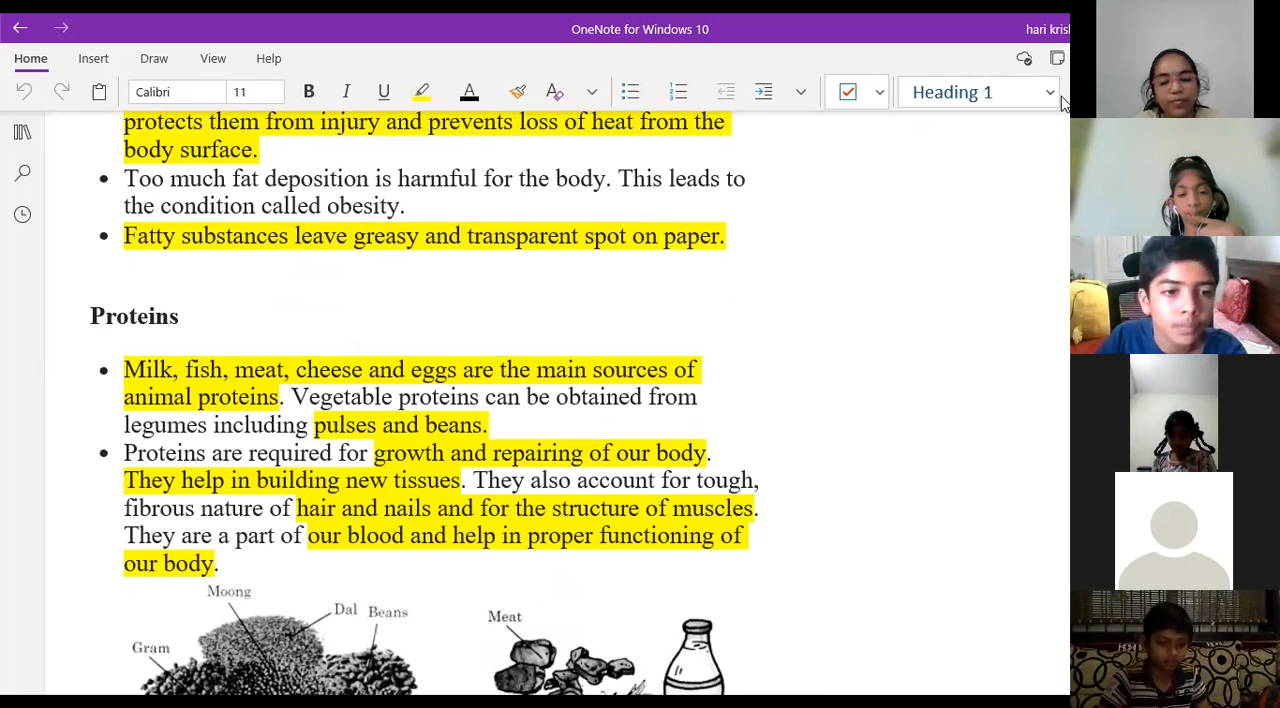 OneNote for Windows 10
hari krish
Home Insert Draw View Help
Calibri 11 B I U A A Heading 1
protects them from injury and prevents loss of heat from the
body surface.
• Too much fat deposition is harmful for the body. This leads to
the condition called obesity.
• Fatty substances leave greasy and transparent spot on paper.
Proteins
• Milk, fish, meat, cheese and eggs are the main sources of
animal proteins. Vegetable proteins can be obtained from
legumes including pulses and beans.
• Proteins are required for growth and repairing of our body.
They help in building new tissues. They also account for tough,
fibrous nature of hair and nails and for the structure of muscles.
They are a part of our blood and help in proper functioning of
our body.
Moong
Dal Beans
Gram
Meat